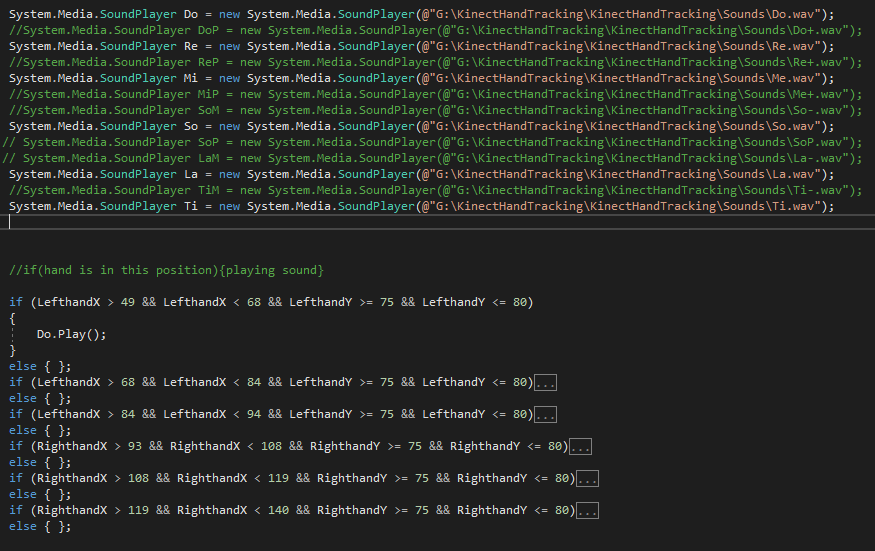 System.Media.SoundPlayer Do = new System.Media.SoundPlayer(@"G:\KinectHandTracking\KinectHandTracking\Sounds\Do.wav");
//System.Media.SoundPlayer DoP = new System.Media.SoundPlayer(@"G:\KinectHandTracking\KinectHandTracking\Sounds\Do+.wav");
System.Media.SoundPlayer Re = new System.Media.SoundPlayer(@"G:\KinectHandTracking\KinectHandTracking\Sounds\Re.wav");
//System.Media.SoundPlayer ReP = new System.Media.SoundPlayer(@"G:\KinectHandTracking\KinectHandTracking\Sounds\Re+.wav");
System.Media.SoundPlayer Mi = new System.Media.SoundPlayer(@"G:\KinectHandTracking\KinectHandTracking\Sounds\Me.wav");
//System.Media.SoundPlayer MiP = new System.Media.SoundPlayer(@"G:\KinectHandTracking\KinectHandTracking\Sounds\Me+.wav");
//System.Media.SoundPlayer SoM = new System.Media.SoundPlayer(@"G:\KinectHandTracking\KinectHandTracking\Sounds\So-.wav");
System.Media.SoundPlayer So = new System.Media.SoundPlayer(@"G:\KinectHandTracking\KinectHandTracking\Sounds\So.wav");
// System.Media.SoundPlayer SoP = new System.Media.SoundPlayer(@"G:\KinectHandTracking\KinectHandTracking\Sounds\SoP.wav");
// System.Media.SoundPlayer LaM = new System.Media.SoundPlayer(@"G:\KinectHandTracking\KinectHandTracking\Sounds\La-.wav");
System.Media.SoundPlayer La = new System.Media.SoundPlayer(@"G:\KinectHandTracking\KinectHandTracking\Sounds\La.wav");
//System.Media.SoundPlayer TiM = new System.Media.SoundPlayer(@"G:\KinectHandTracking\KinectHandTracking\Sounds\Ti-.wav");
System.Media.SoundPlayer Ti = new System.Media.SoundPlayer(@"G:\KinectHandTracking\KinectHandTracking\Sounds\Ti.wav");
//if(hand is in this position){playing sound}
if (LefthandX > 49 && LefthandX < 68 && LefthandY >= 75 && LefthandY <= 80)
{
Do.Play();
}
else { };
if (LefthandX > 68 && LefthandX < 84 && LefthandY >= 75 && LefthandY <= 80)...
else { };
if (LefthandX > 84 && LefthandX < 94 && LefthandY >= 75 && LefthandY <= 80)...
else { };
if (RighthandX > 93 && RighthandX < 108 && RighthandY >= 75 && RighthandY <= 80)...
else { };
if (RighthandX > 108 && RighthandX < 119 && RighthandY >= 75 && RighthandY <= 80)...
else { };
if (RighthandX > 119 && RighthandX < 140 && RighthandY >= 75 && RighthandY <= 80)...
else { };